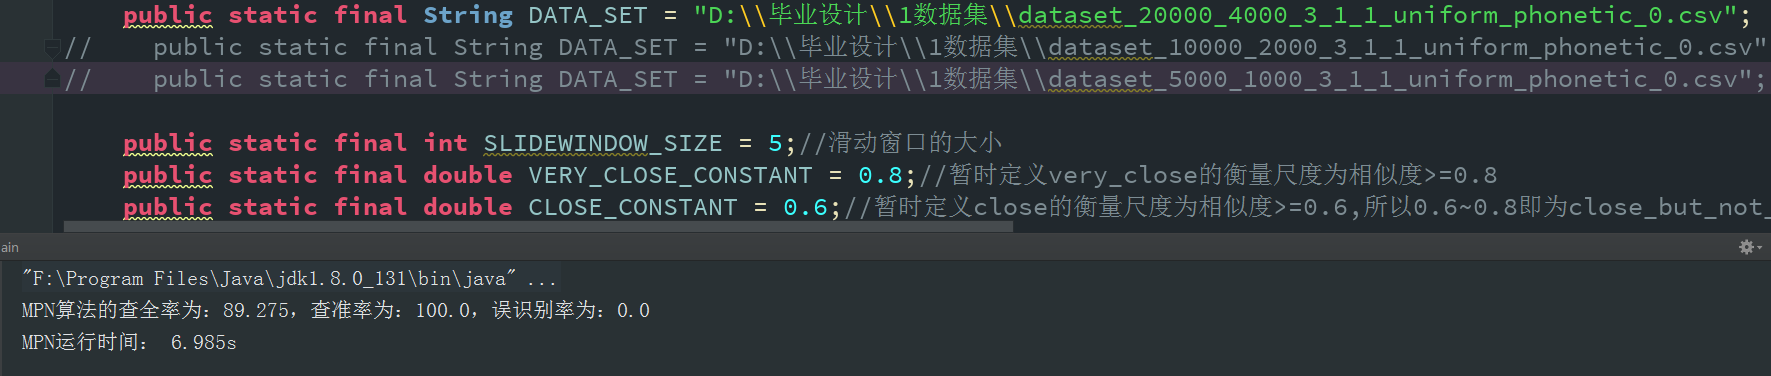 public static final String DATA_SET = "D:\\毕业设计\\1数据集\\dataset_20000_4000_3_1_1_uniform_phonetic_0.csv";
//    public static final String DATA_SET = "D:\\毕业设计\\1数据集\\dataset_10000_2000_3_1_1_uniform_phonetic_0.csv"
//    public static final String DATA_SET = "D:\\毕业设计\\1数据集\\dataset_5000_1000_3_1_1_uniform_phonetic_0.csv";
public static final int SLIDEWINDOW_SIZE = 5;//滑动窗口的大小
public static final double VERY_CLOSE_CONSTANT = 0.8;//暂时定义very_close的衡量尺度为相似度>=0.8
public static final double CLOSE_CONSTANT = 0.6;//暂时定义close的衡量尺度为相似度>=0.6,所以0.6~0.8即为close_but_not_
ain
"F:\Program Files\Java\jdk1.8.0_131\bin\java" ...
MPN算法的查全率为：89.275，查准率为：100.0，误识别率为：0.0
MPN运行时间： 6.985s